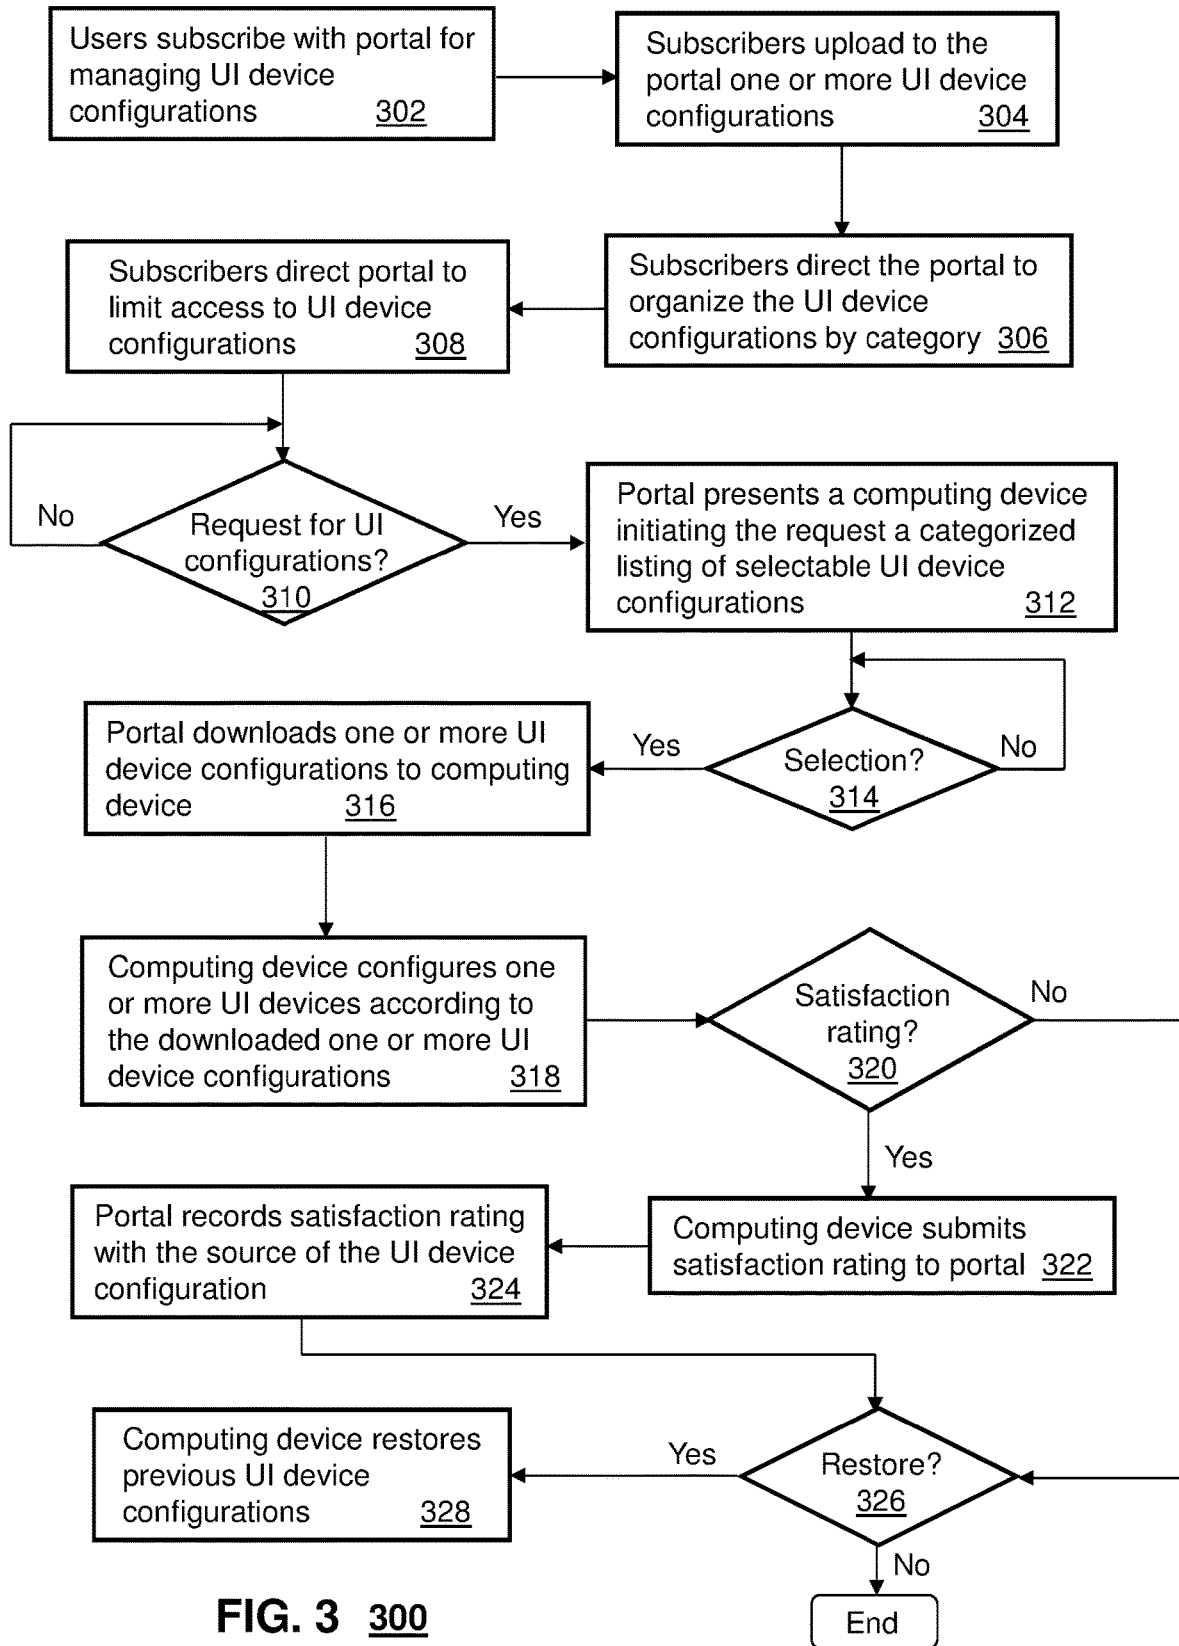 Users subscribe with portal for
managing UI device
configurations 302
Subscribers upload to the
portal one or more UI device
configurations 304
Subscribers direct portal to
limit access to UI device
configurations 308
Subscribers direct the portal to
organize the UI device
configurations by category 306
No
Request for UI
configurations?
310
Yes
Portal presents a computing device
initiating the request a categorized
listing of selectable UI device
configurations 312
Portal downloads one or more UI
device configurations to computing
device 316
Yes
Selection?
314
No
Computing device configures one
or more UI devices according to
the downloaded one or more UI
device configurations 318
Satisfaction
rating?
320
No
Yes
Portal records satisfaction rating
with the source of the UI device
configuration 324
Computing device submits
satisfaction rating to portal 322
Computing device restores
previous UI device
configurations 328
Yes
Restore?
326
No
End
FIG. 3 300